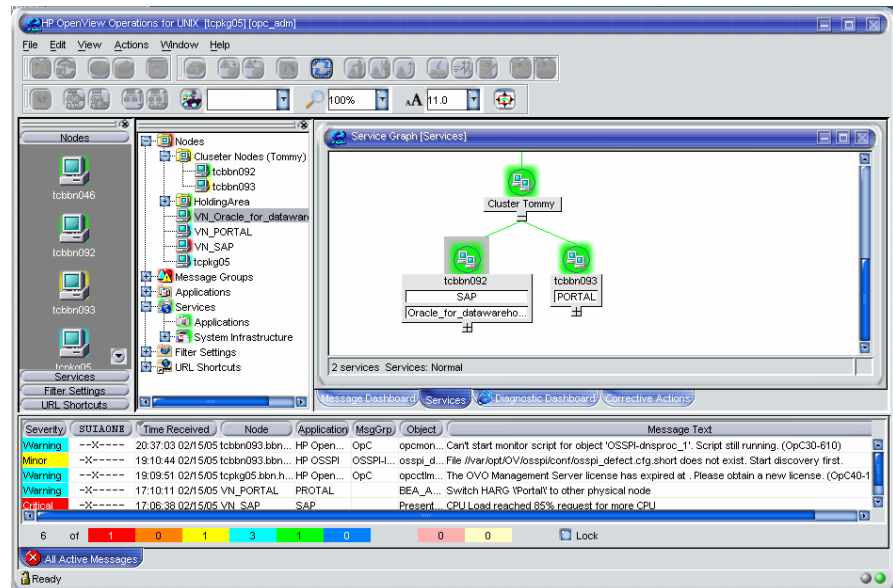 HP OpenView Operations for UNIX [tcpkg05] [opc_adm]
File Edit View Actions Window Help
100%
AA 11.0
Nodes
tcbbn046
tcbbn092
tcbbn093
tcpkg05
Services
Filter Settings
URL Shortcuts
Nodes
Cluseter Nodes (Tommy)
tcbbn092
tcbbn093
HoldingArea
VN_Oracle_for_datawareh
VN_PORTAL
VN_SAP
tcpkg05
Message Groups
Applications
Services
Applications
System Infrastructure
Filter Settings
URL Shortcuts
Service Graph [Services]
Cluster Tommy
tcbbn092
SAP
Oracle_for_datawareho...
tcbbn093
PORTAL
2 services Services: Normal
Message Dashboard Services Diagnostic Dashboard Corrective Actions
Severity SUIAONE Time Received Node Application MsgGrp Object Message Text
Warning --X---- 20:37:03 02/15/05 tcbbn093.bbn... HP Open... OpC opcmon... Can't start monitor script for object 'OSSPI-dnsproc_1'. Script still running. (OpC30-610)
Minor --X---- 19:10:44 02/15/05 tcbbn093.bbn... HP OSSPI OSSPI-I... osspi_d... File //var/opt/OV/osspi/conf/osspi_defect.cfg.short does not exist. Start discovery first.
Warning --X---- 19:09:51 02/15/05 tcpkg05.bbn.h... HP Open... OpC opcctlm... The OVO Management Server license has expired at . Please obtain a new license. (OpC40-1
Warning --X---- 17:10:11 02/15/05 VN_PORTAL PROTAL BEA_A... Switch HARG \'Portal\' to other physical node
Critical --X---- 17:06:38 02/15/05 VN_SAP SAP Present... CPU Load reached 85% request for more CPU
6 of 1 0 1 3 1 0 0 0 Lock
All Active Messages
Ready